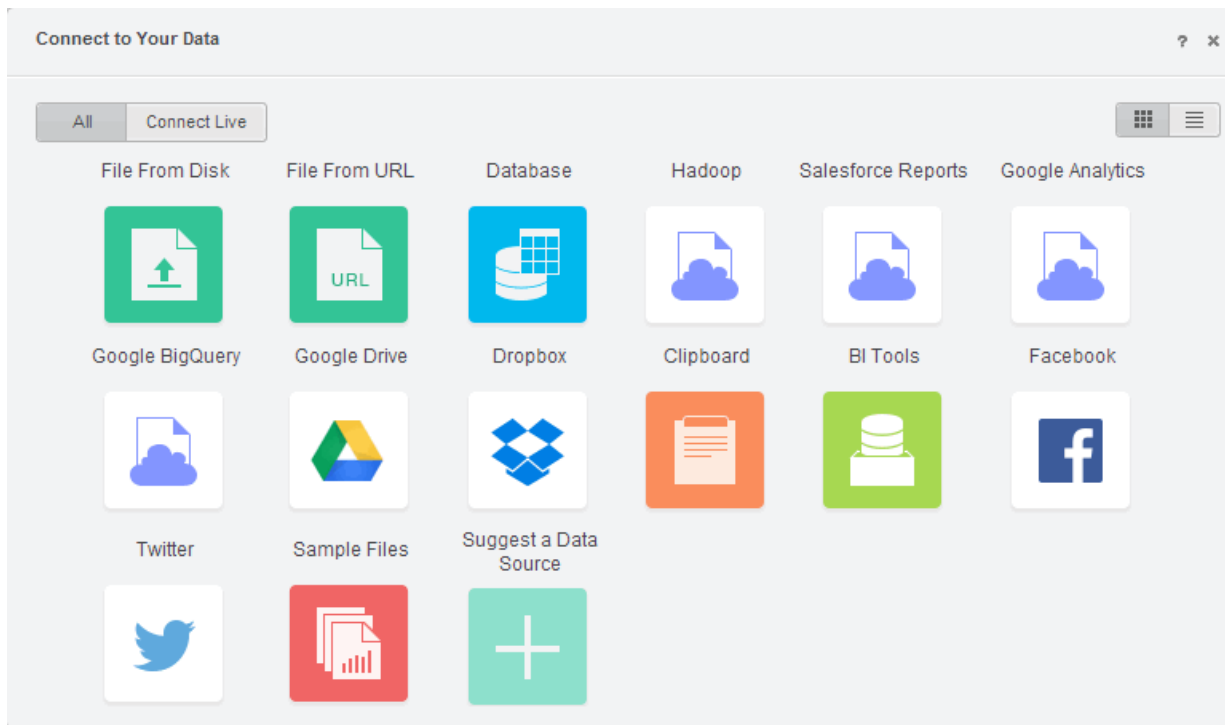 Connect to Your Data
? ×
All Connect Live
File From Disk File From URL Database Hadoop Salesforce Reports Google Analytics
URL
Google BigQuery Google Drive Dropbox Clipboard BI Tools Facebook
f
Twitter Sample Files Suggest a Data
Source